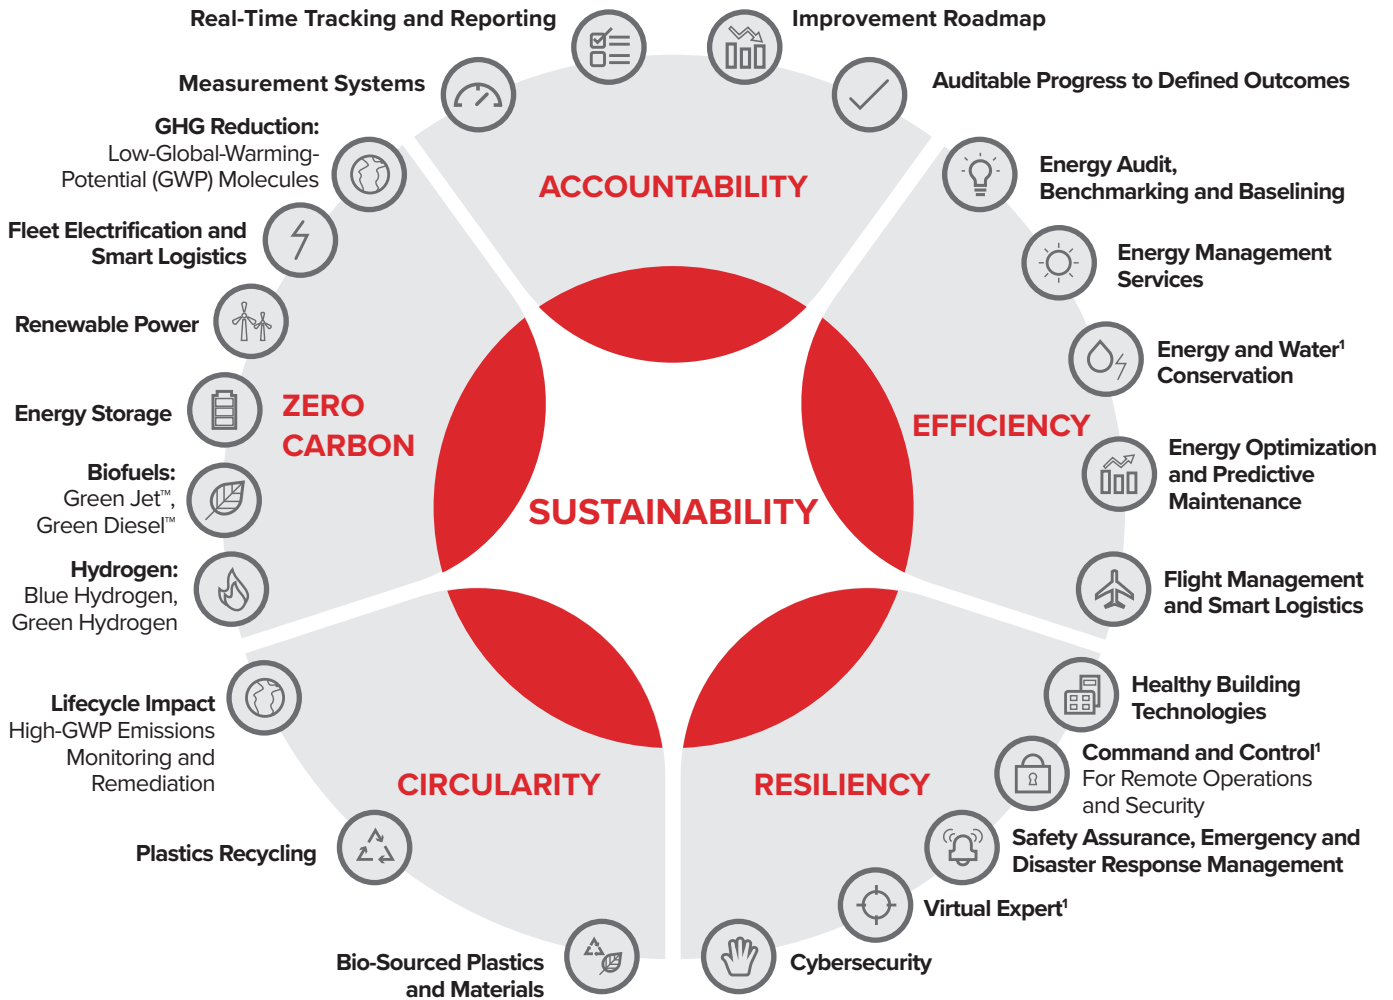 Real-Time Tracking and Reporting
Improvement Roadmap
Measurement Systems
Auditable Progress to Defined Outcomes
GHG Reduction:
Low-Global-Warming-
Potential (GWP) Molecules
Fleet Electrification and
Smart Logistics
Renewable Power
Energy Storage
Biofuels:
Green Jet™,
Green Diesel™
Hydrogen:
Blue Hydrogen,
Green Hydrogen
ACCOUNTABILITY
Energy Audit,
Benchmarking and Baselining
Energy Management
Services
Energy and Water¹
Conservation
Energy Optimization
and Predictive
Maintenance
Flight Management
and Smart Logistics
ZERO
CARBON
EFFICIENCY
SUSTAINABILITY
Lifecycle Impact
High-GWP Emissions
Monitoring and
Remediation
Plastics Recycling
Bio-Sourced Plastics
and Materials
CIRCULARITY
RESILIENCY
Healthy Building
Technologies
Command and Control¹
For Remote Operations
and Security
Safety Assurance, Emergency and
Disaster Response Management
Virtual Expert¹
Cybersecurity